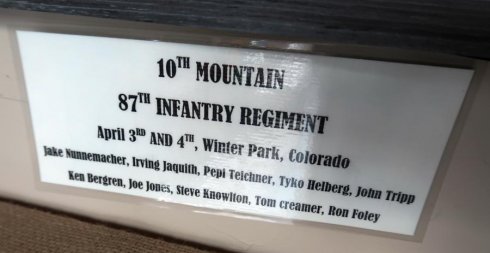 10TH MOUNTAIN
87TH INFANTRY REGIMENT
April 3RD AND 4TH, Winter Park, Colorado
Jake Nunnemacher, Irving Jaquith, Pepi Teichner, Tyko Helberg, John Tripp
Ken Bergren, Joe Jones, Steve Knowlton, Tom creamer, Ron Foley